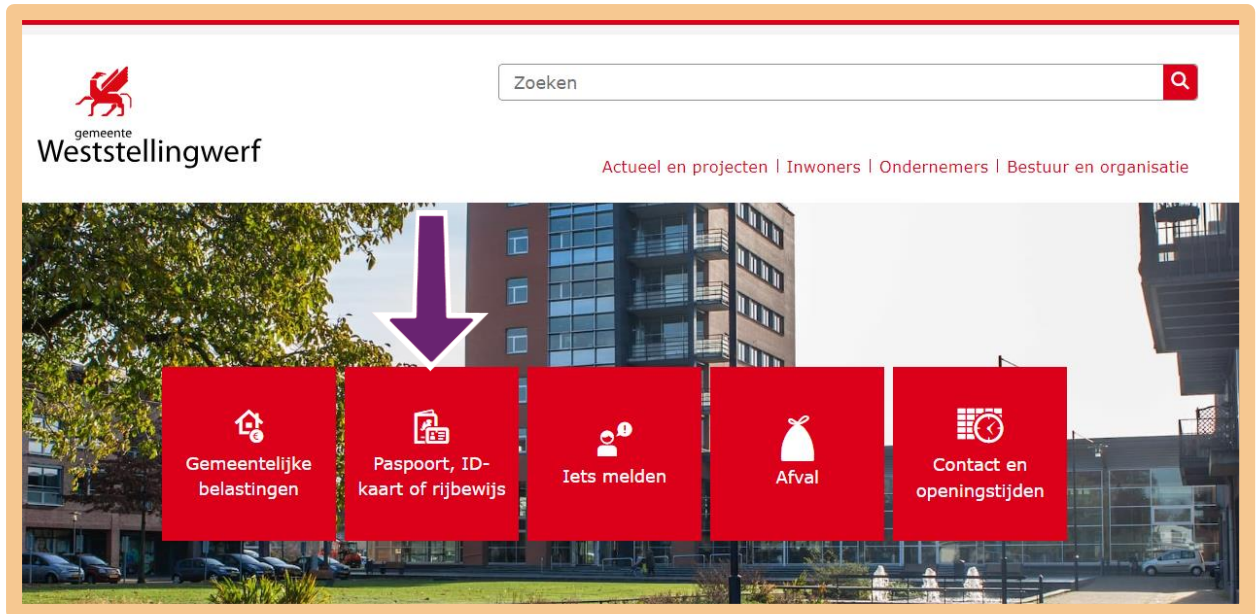 Zoeken
gemeente
Weststellingwerf
Actueel en projecten | Inwoners | Ondernemers | Bestuur en organisatie
Gemeentelijke
belastingen
Paspoort, ID-
kaart of rijbewijs
Iets melden
Afval
Contact en
openingstijden